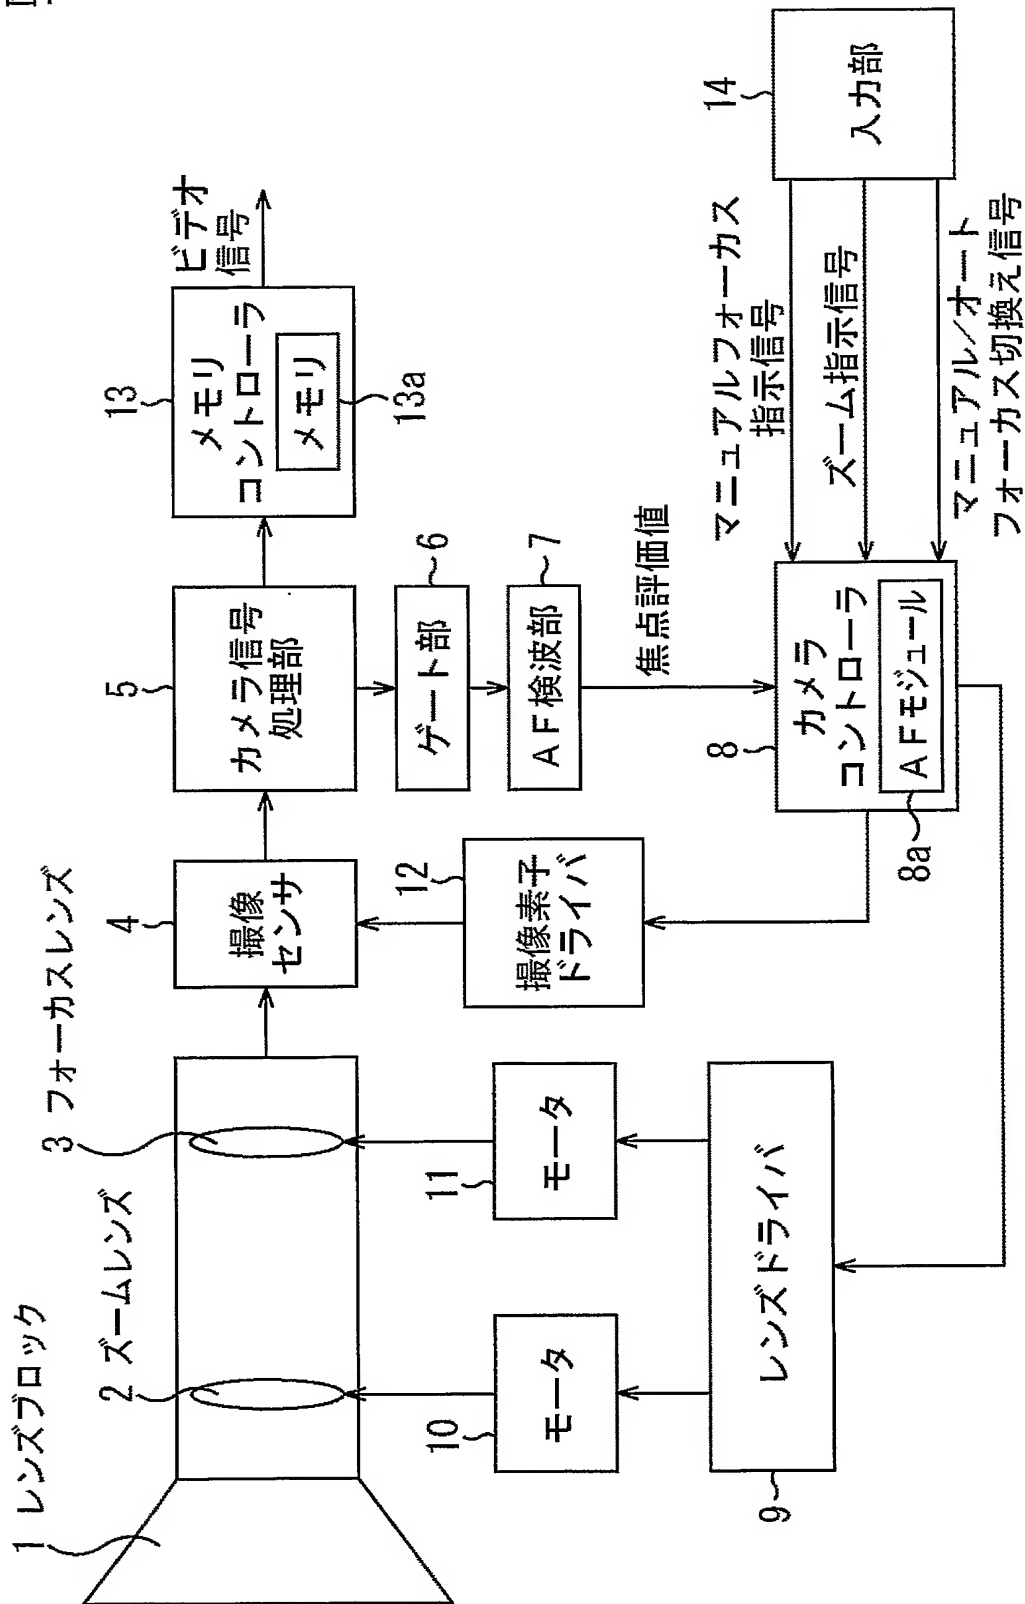 1 レンズブロック
2 ズームレンズ
3 フォーカスレンズ
4
撮像
センサ
5
カメラ信号
処理部
13
メモリ
コントローラ
メモリ
13a
ビデオ
信号
ゲート部
6
AF検波部
7
焦点評価値
10
モータ
11
モータ
12
撮像素子
ドライバ
9
レンズドライバ
8
カメラ
コントローラ
AFモジュール
8a
マニュアルフォーカス
指示信号
ズーム指示信号
マニュアル/オート
フォーカス切換え信号
14
入力部